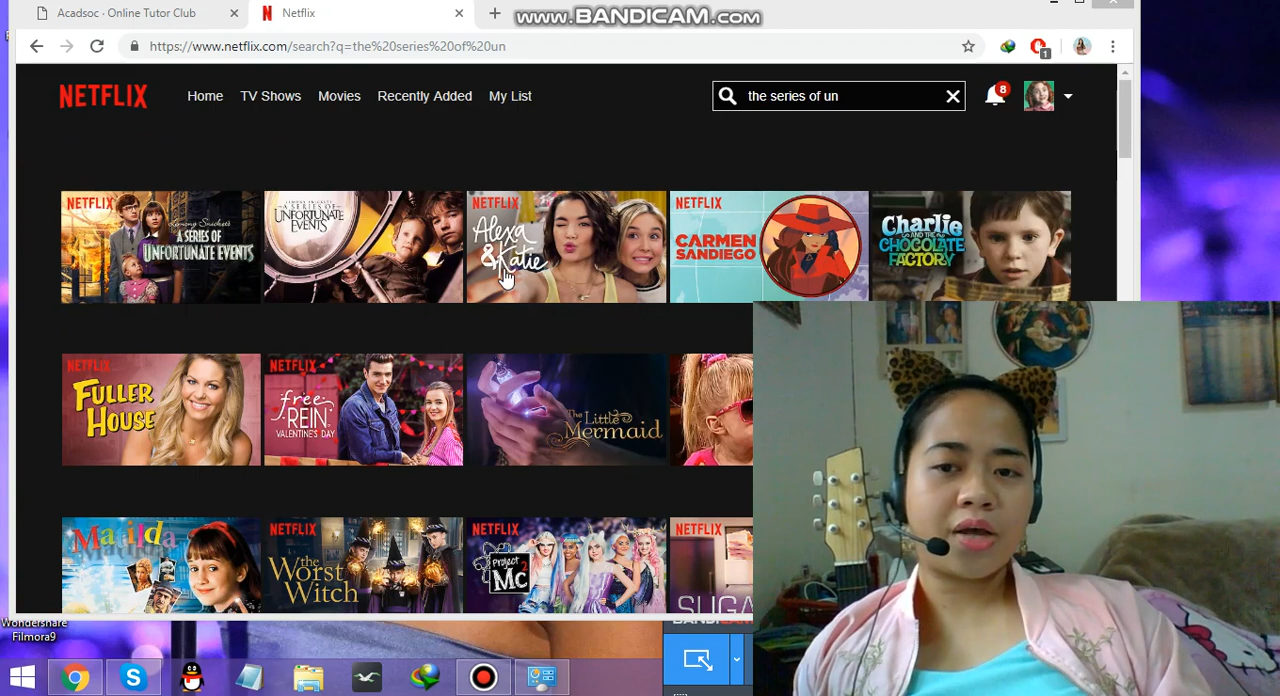 Acadsoc · Online Tutor Club
Netflix
www.BANDICAM.com
https://www.netflix.com/search?q=the%20series%20of%20un
1
NETFLIX
Home
TV Shows
Movies
Recently Added
My List
the series of un
8
NETFLIX
Lemony Snicket's
A SERIES OF
UNFORTUNATE EVENTS
LEMONY SNICKET'S
A SERIES OF
UNFORTUNATE
EVENTS
NETFLIX
Alexa
& Katie
NETFLIX
CARMEN
SANDIEGO
Charlie
AND THE
CHOCOLATE
FACTORY
NETFLIX
FULLER
HOUSE
NETFLIX
free
REIN
VALENTINE'S DAY
The Little
Mermaid
Matilda
NETFLIX
the
Worst
Witch
NETFLIX
PROJECT
Mc
2
NETFLIX
SUGA
Wondershare
Filmora9
BANDICAM